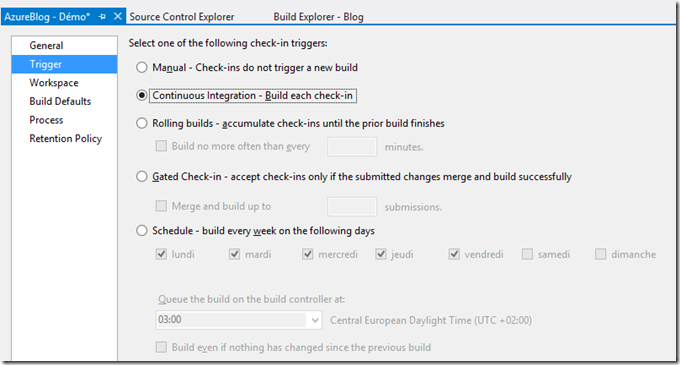 AzureBlog - Démo* Source Control Explorer Build Explorer - Blog
General
Trigger
Workspace
Build Defaults
Process
Retention Policy
Select one of the following check-in triggers:
Manual - Check-ins do not trigger a new build
Continuous Integration - Build each check-in
Rolling builds - accumulate check-ins until the prior build finishes
Build no more often than every minutes.
Gated Check-in - accept check-ins only if the submitted changes merge and build successfully
Merge and build up to submissions.
Schedule - build every week on the following days
lundi mardi mercredi jeudi vendredi samedi dimanche
Queue the build on the build controller at:
03:00 Central European Daylight Time (UTC +02:00)
Build even if nothing has changed since the previous build